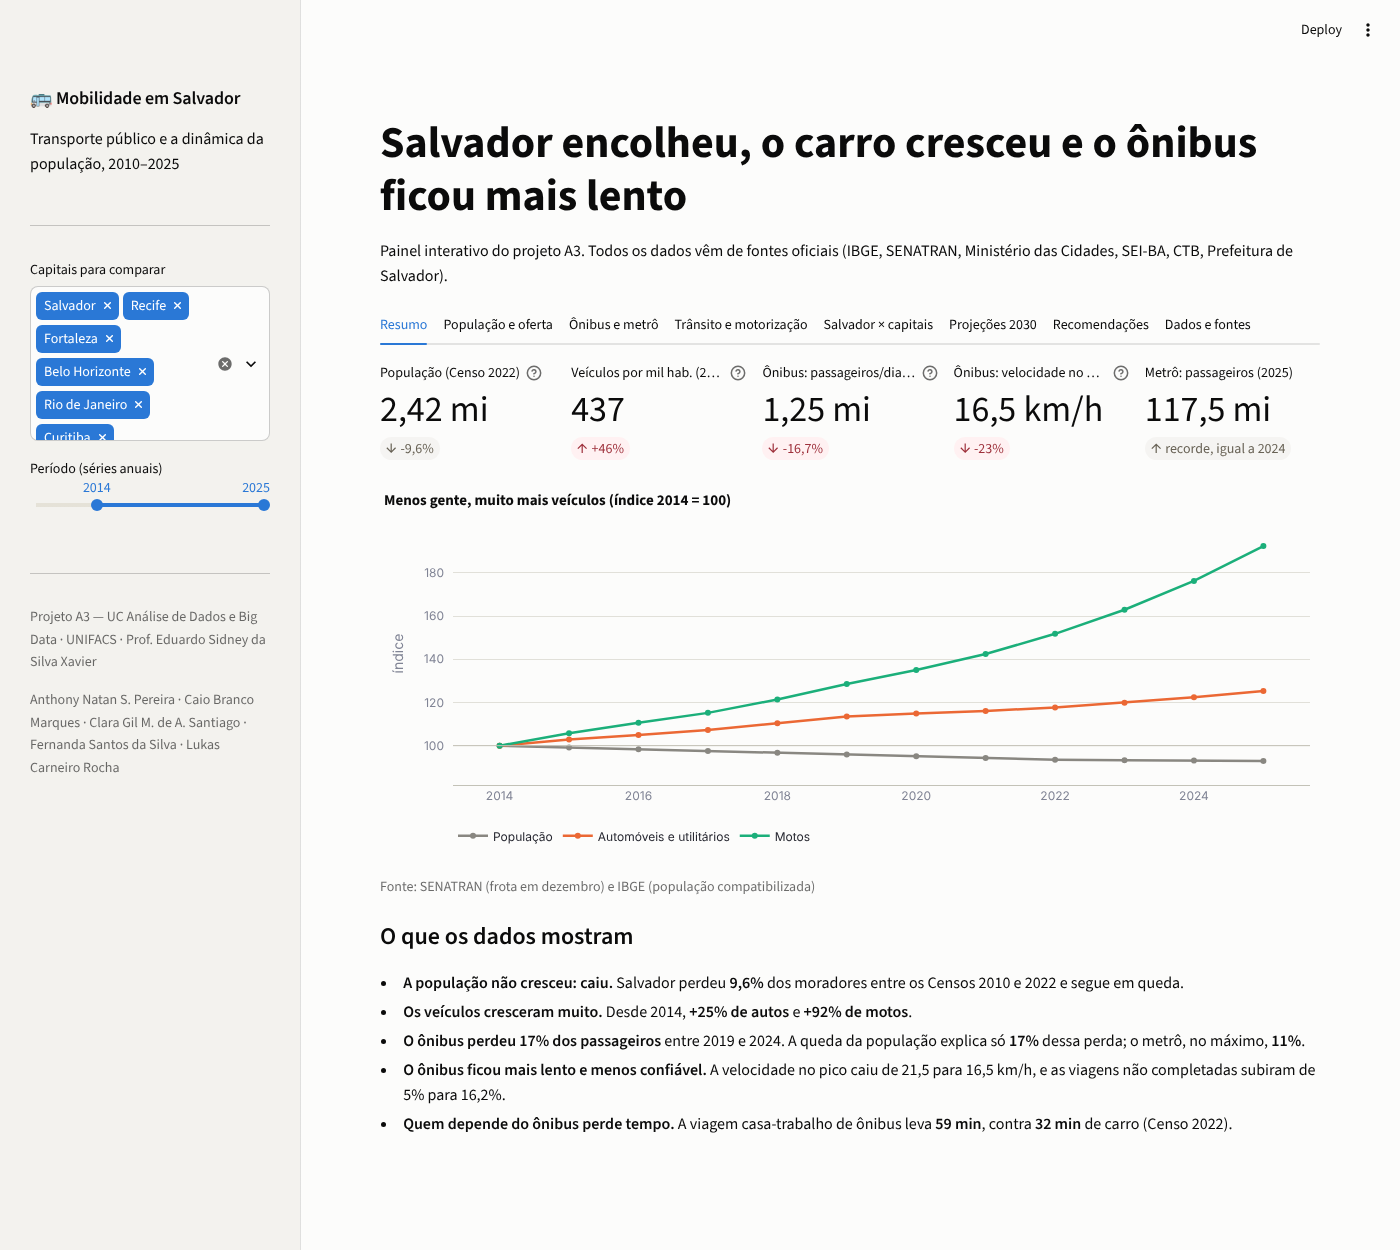 Deploy
🚌 Mobilidade em Salvador
Transporte público e a dinâmica da
população, 2010–2025
Capitais para comparar
Salvador × Recife ×
Fortaleza ×
Belo Horizonte ×
Rio de Janeiro ×
Curitiba ×
Período (séries anuais)
2014 2025
Projeto A3 — UC Análise de Dados e Big
Data · UNIFACS · Prof. Eduardo Sidney da
Silva Xavier
Anthony Natan S. Pereira · Caio Branco
Marques · Clara Gil M. de A. Santiago ·
Fernanda Santos da Silva · Lukas
Carneiro Rocha
Salvador encolheu, o carro cresceu e o ônibus
ficou mais lento
Painel interativo do projeto A3. Todos os dados vêm de fontes oficiais (IBGE, SENATRAN, Ministério das Cidades, SEI-BA, CTB, Prefeitura de
Salvador).
Resumo População e oferta Ônibus e metrô Trânsito e motorização Salvador × capitais Projeções 2030 Recomendações Dados e fontes
População (Censo 2022) Veículos por mil hab. (2… Ônibus: passageiros/dia… Ônibus: velocidade no … Metrô: passageiros (2025)
2,42 mi 437 1,25 mi 16,5 km/h 117,5 mi
↓ -9,6% ↑ +46% ↓ -16,7% ↓ -23% ↑ recorde, igual a 2024
Menos gente, muito mais veículos (índice 2014 = 100)
180
160
140
120
100
índice
2014 2016 2018 2020 2022 2024
População Automóveis e utilitários Motos
Fonte: SENATRAN (frota em dezembro) e IBGE (população compatibilizada)
O que os dados mostram
• A população não cresceu: caiu. Salvador perdeu 9,6% dos moradores entre os Censos 2010 e 2022 e segue em queda.
• Os veículos cresceram muito. Desde 2014, +25% de autos e +92% de motos.
• O ônibus perdeu 17% dos passageiros entre 2019 e 2024. A queda da população explica só 17% dessa perda; o metrô, no máximo, 11%.
• O ônibus ficou mais lento e menos confiável. A velocidade no pico caiu de 21,5 para 16,5 km/h, e as viagens não completadas subiram de
5% para 16,2%.
• Quem depende do ônibus perde tempo. A viagem casa-trabalho de ônibus leva 59 min, contra 32 min de carro (Censo 2022).